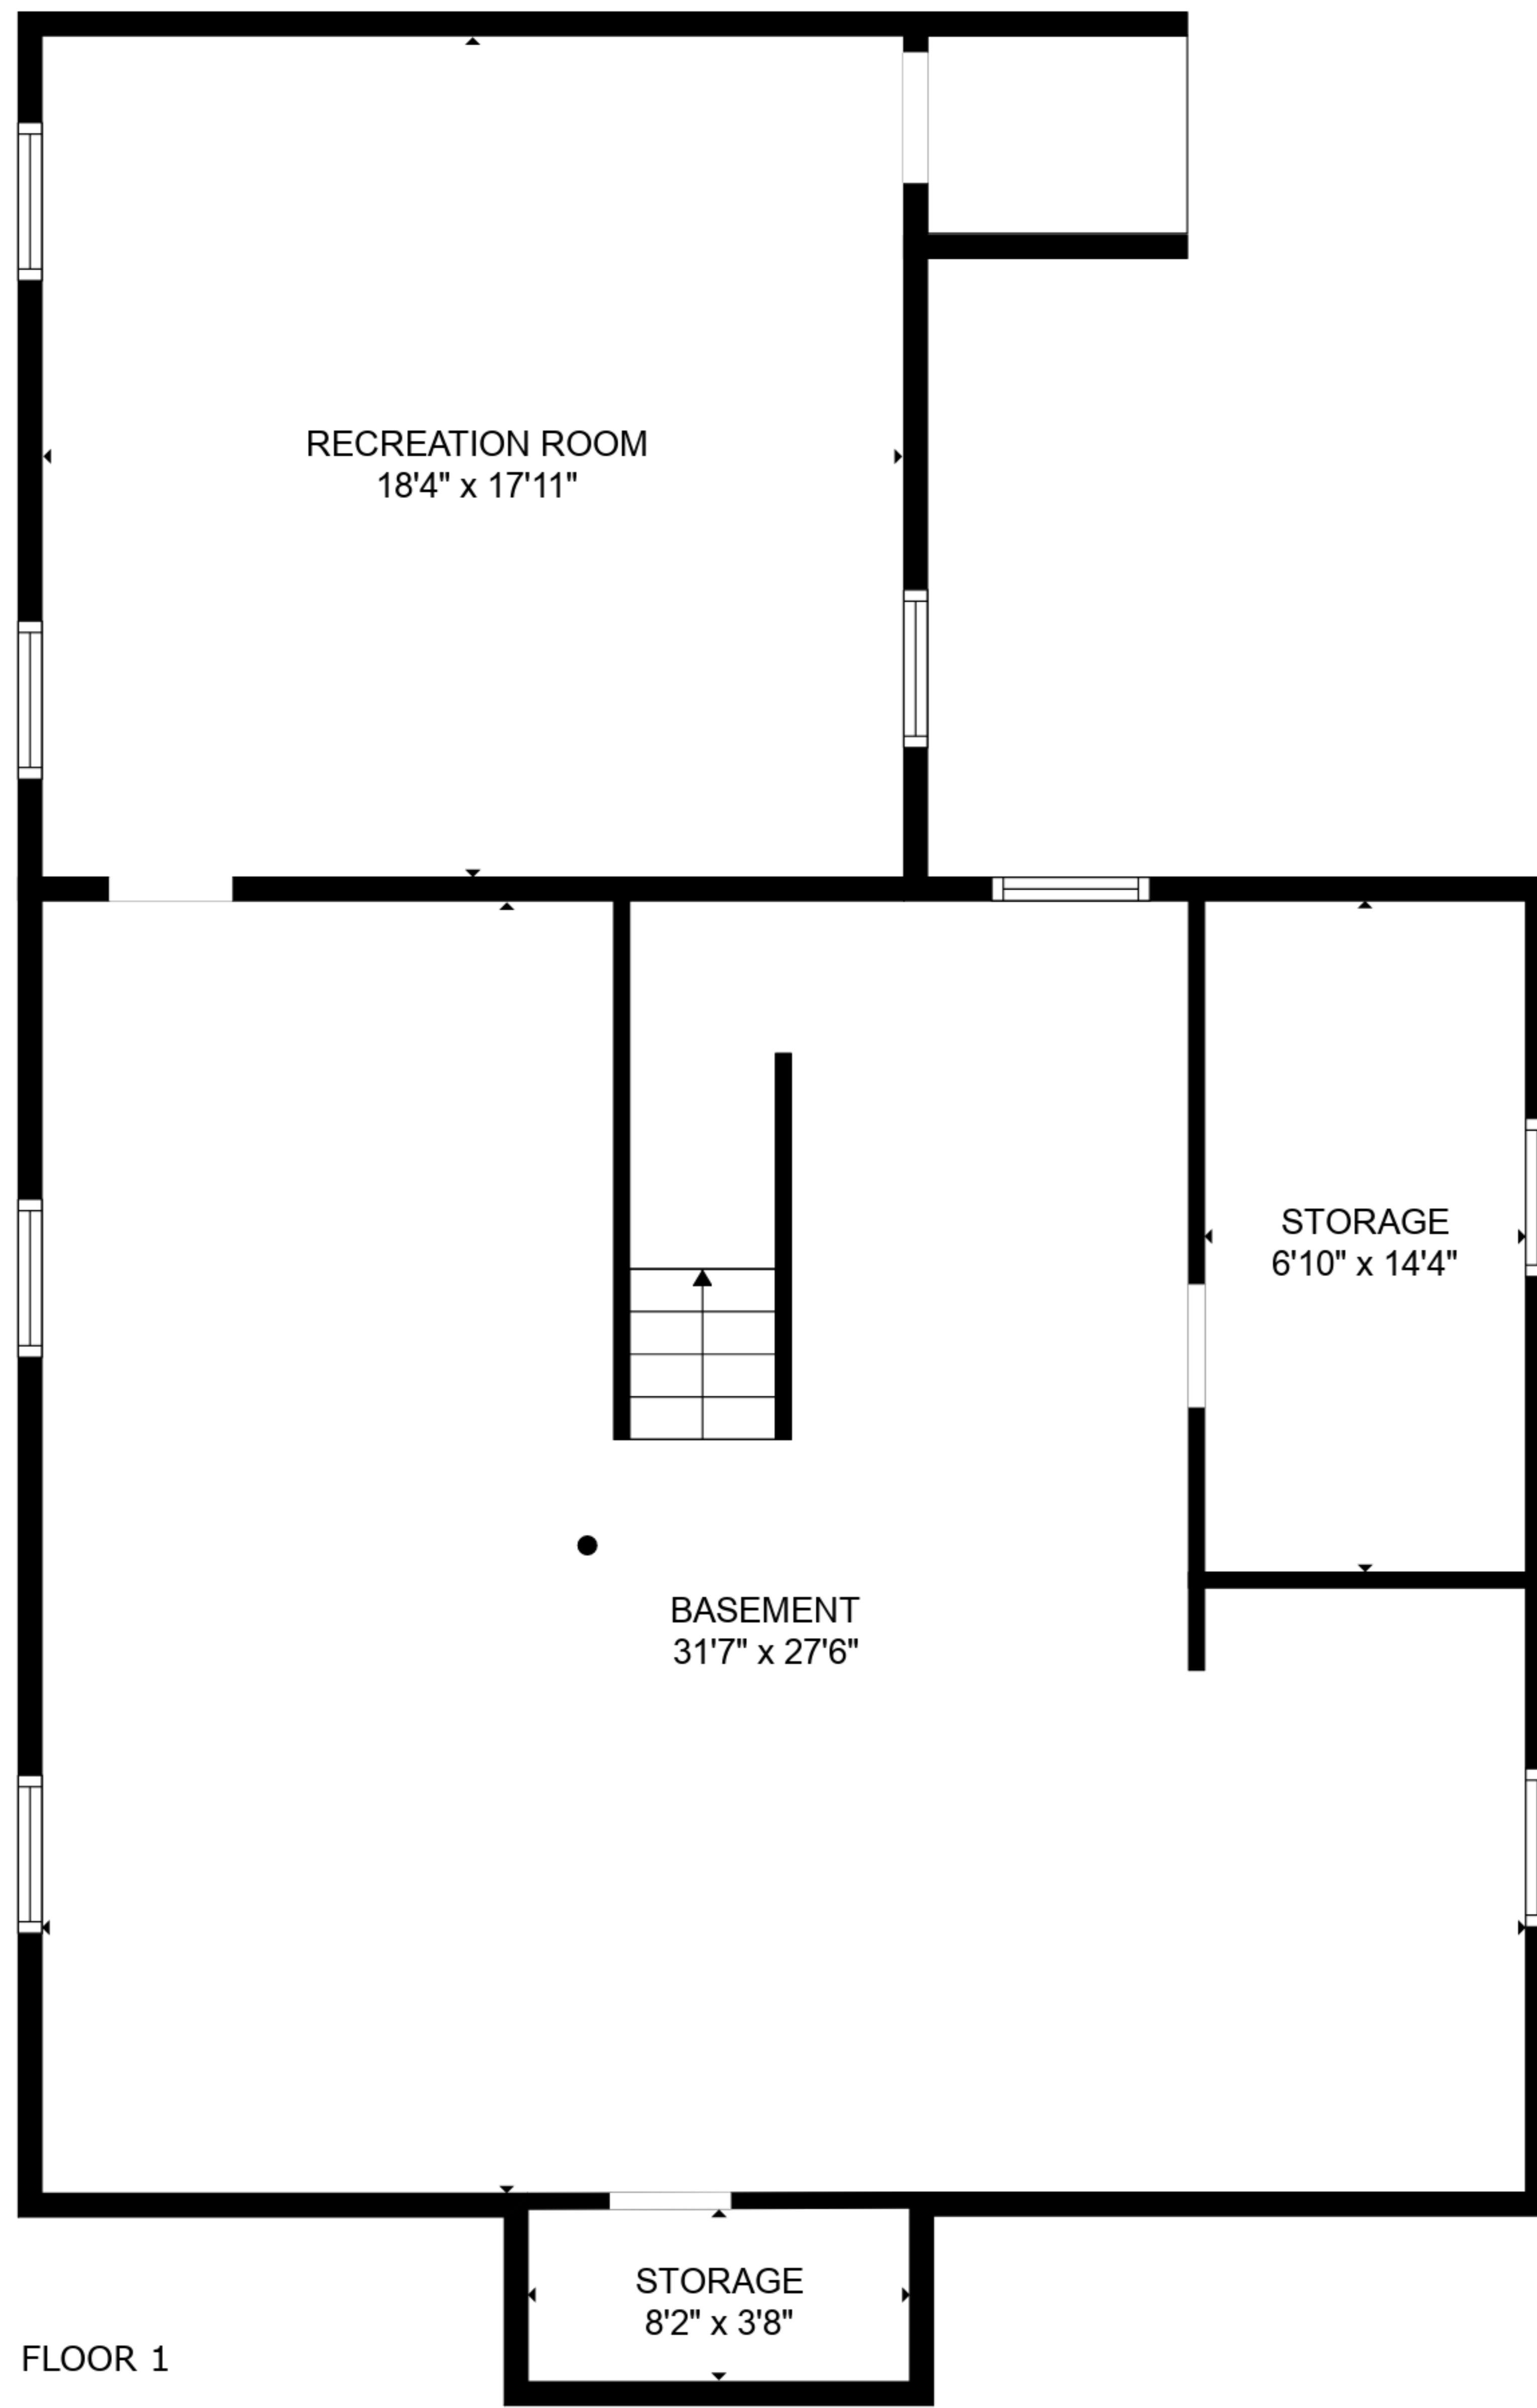 RECREATION ROOM
18'4" x 17'11"
STORAGE
6'10" x 14'4"
BASEMENT
31'7" x 27'6"
STORAGE
8'2" x 3'8"
FLOOR 1